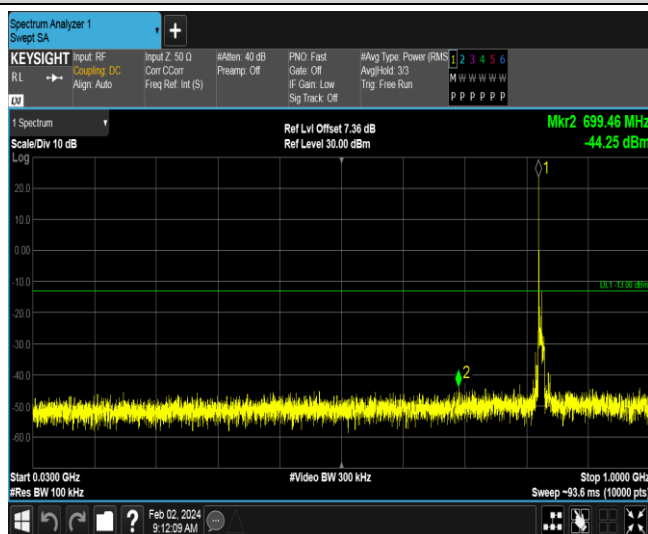 Spectrum Analyzer 1
Swept SA
+
KEYSIGHT
RL
LXI
Input: RF
Coupling: DC
Align: Auto
Input Z: 50 Ω
Corr CCorr
Freq Ref: Int (S)
#Atten: 40 dB
Preamp: Off
PNO: Fast
Gate: Off
IF Gain: Low
Sig Track: Off
#Avg Type: Power (RMS
Avg|Hold: 3/3
Trig: Free Run
1 2 3 4 5 6
M W W W W W
P P P P P P
1 Spectrum
Scale/Div 10 dB
Log
Ref Lvl Offset 7.36 dB
Ref Level 30.00 dBm
Mkr2 699.46 MHz
-44.25 dBm
1
20.0
10.0
0.00
-10.0
DL1 -13.00 dBm
-20.0
-30.0
-40.0
2
-50.0
-60.0
Start 0.0300 GHz
#Res BW 100 kHz
#Video BW 300 kHz
Stop 1.0000 GHz
Sweep ~93.6 ms (10000 pts)
?
Feb 02, 2024
9:12:09 AM